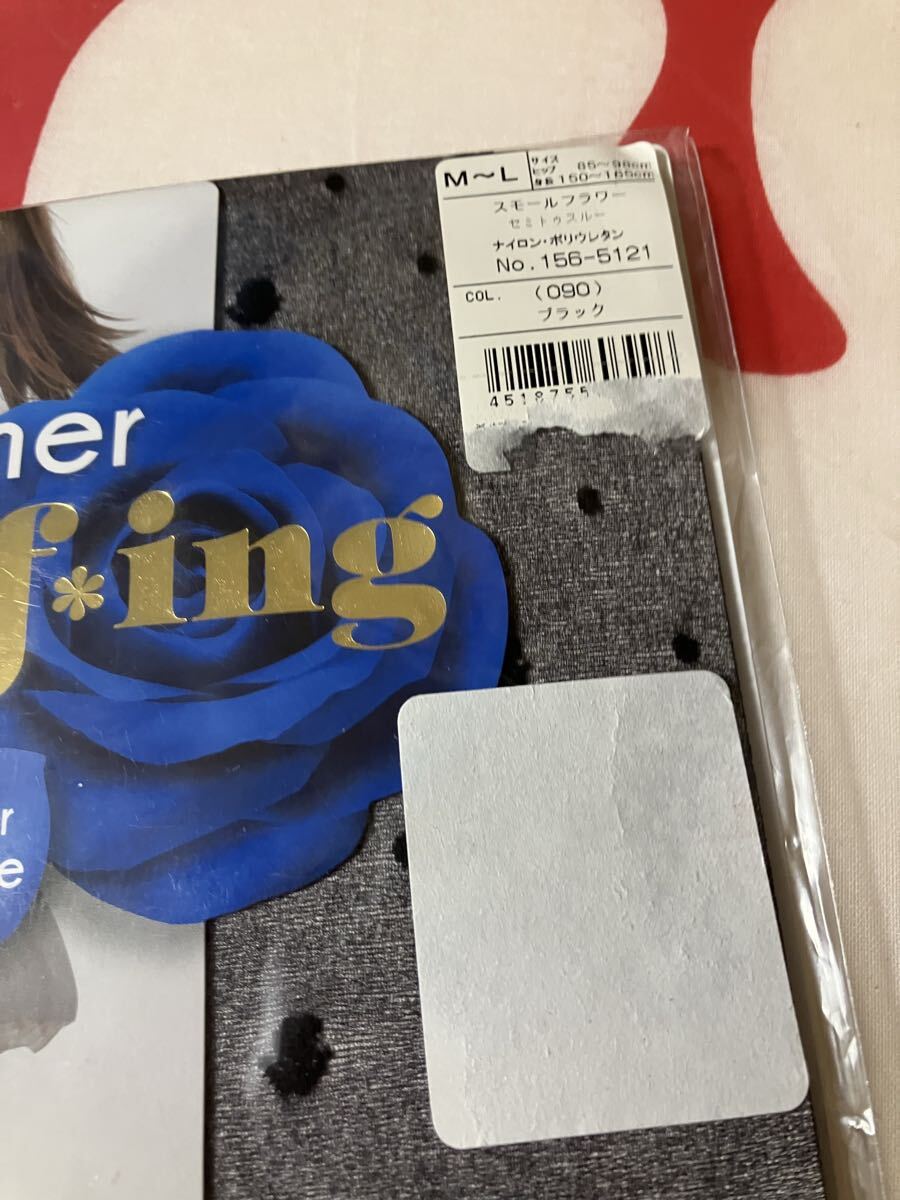 M～L サイズ
ヒップ 85～98cm
身長 150～165cm
スモールフラワー
セミトゥスルー
ナイロン・ポリウレタン
No.156-5121
COL. (090)
ブラック
4518755
ner
f*ing
r
e